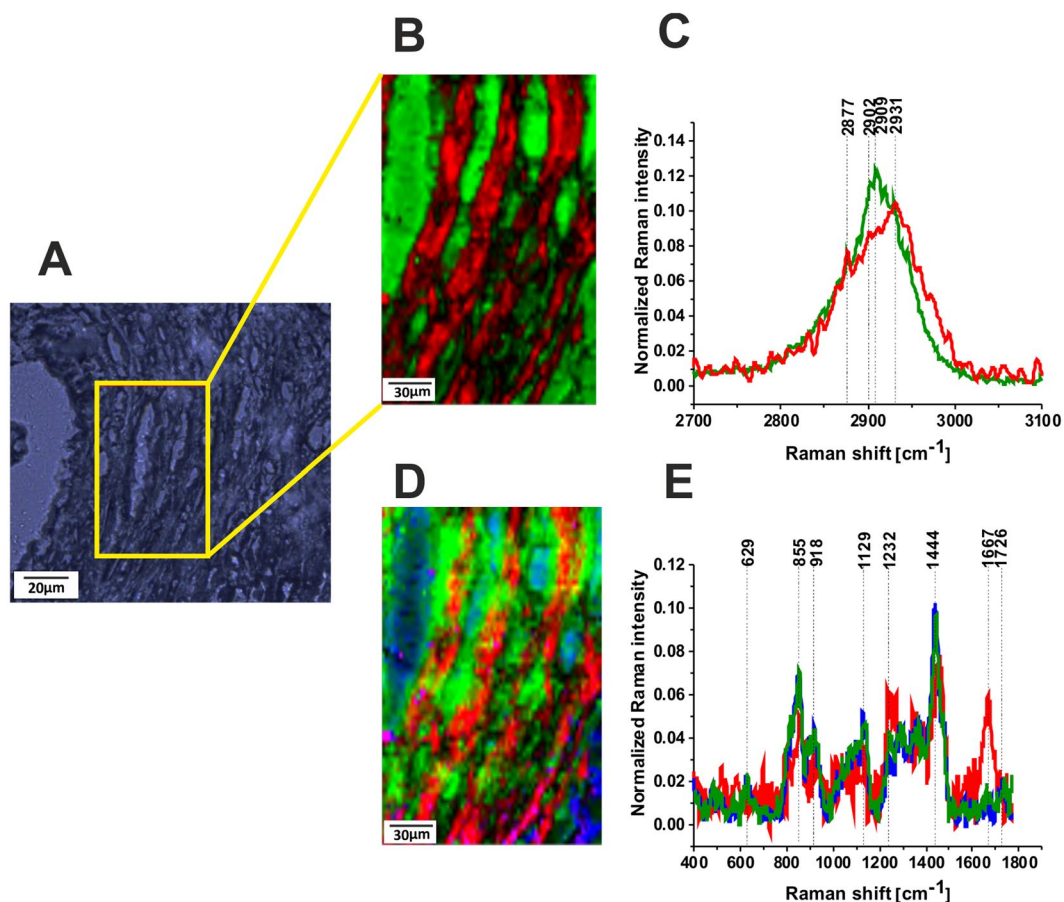 A
20µm
B
30µm
C
2877
2902
2909
2931
Normalized Raman intensity
0.14
0.12
0.10
0.08
0.06
0.04
0.02
0.00
2700 2800 2900 3000 3100
Raman shift [cm-1)
D
30µm
E
629
855
918
1129
1232
1444
1667
1726
Normalized Raman intensity
0.12
0.10
0.08
0.06
0.04
0.02
0.00
400 600 800 1000 1200 1400 1600 1800
Raman shift [cm-1]